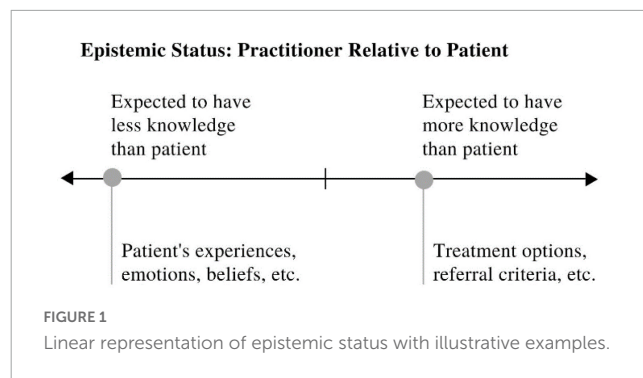 Epistemic Status: Practitioner Relative to Patient
Expected to have
less knowledge
than patient
Expected to have
more knowledge
than patient
Patient's experiences,
emotions, beliefs, etc.
Treatment options,
referral criteria, etc.
FIGURE 1
Linear representation of epistemic status with illustrative examples.